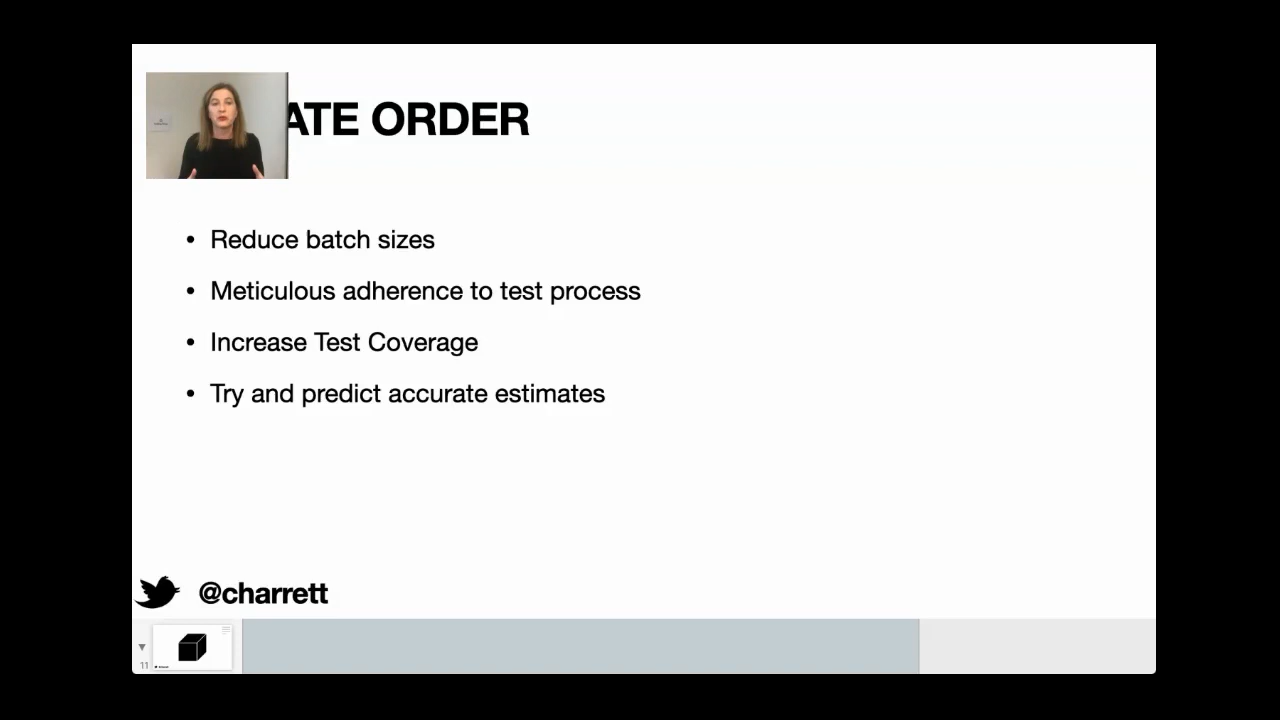 ATE ORDER
• Reduce batch sizes
• Meticulous adherence to test process
• Increase Test Coverage
• Try and predict accurate estimates
@charrett
11